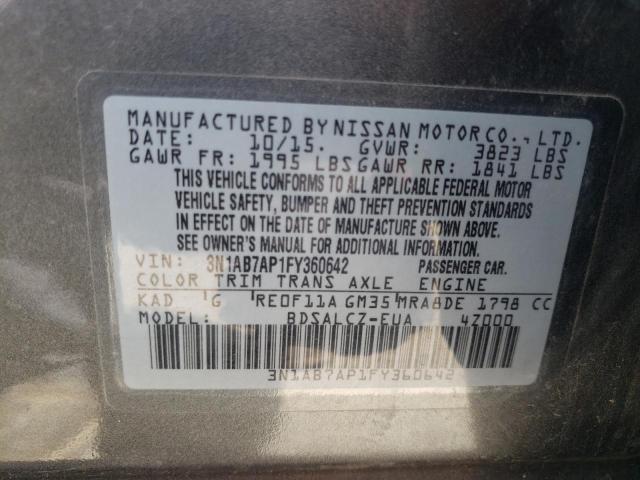 MANUFACTURED BY NISSAN MOTOR CO., LTD.
DATE: 10/15. GVWR: 3823 LBS
GAWR FR: 1995 LBS GAWR RR: 1841 LBS
THIS VEHICLE CONFORMS TO ALL APPLICABLE FEDERAL MOTOR
VEHICLE SAFETY, BUMPER AND THEFT PREVENTION STANDARDS
IN EFFECT ON THE DATE OF MANUFACTURE SHOWN ABOVE.
SEE OWNER'S MANUAL FOR ADDITIONAL INFORMATION.
VIN: 3N1AB7AP1FY360642 PASSENGER CAR.
COLOR TRIM TRANS AXLE ENGINE
KAD 'G 'RE0F11A GM35 MRA8DE 1798 CC
MODEL: BDSALCZ-EUA 4Z000
3N1AB7AP1FY360642